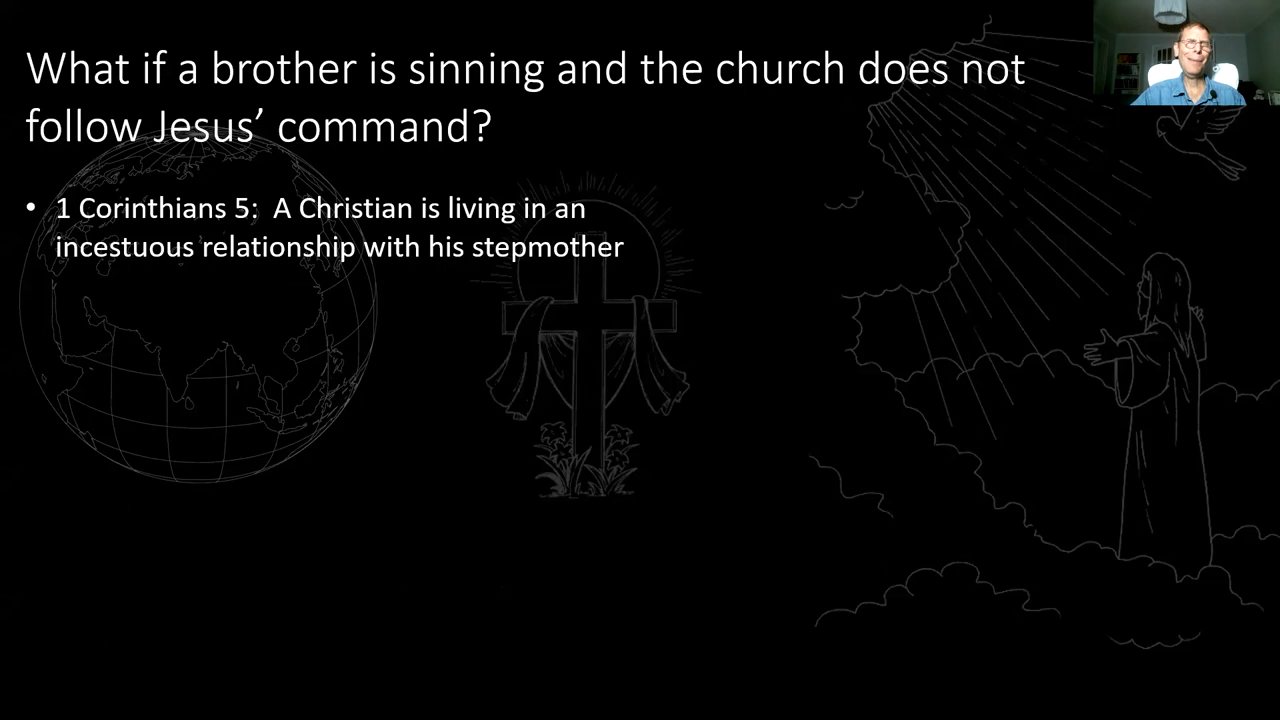 What if a brother is sinning and the church does not
follow Jesus’ command?
• 1 Corinthians 5:  A Christian is living in an
incestuous relationship with his stepmother